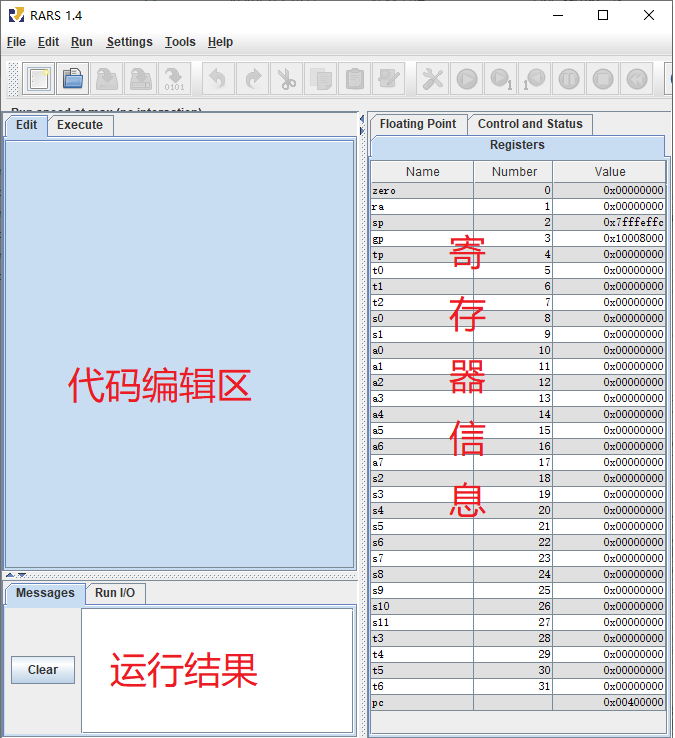 RARS 1.4
File Edit Run Settings Tools Help
Run speed at max (no interaction)
Edit Execute
代码编辑区
Messages Run I/O
Clear
运行结果
Floating Point Control and Status
Registers
Name Number Value
zero 0 0x00000000
ra 1 0x00000000
sp 2 0x7fffeffc
gp 3 0x10008000
tp 4 0x00000000
t0 5 0x00000000
t1 6 0x00000000
t2 7 0x00000000
s0 8 0x00000000
s1 9 0x00000000
a0 10 0x00000000
a1 11 0x00000000
a2 12 0x00000000
a3 13 0x00000000
a4 14 0x00000000
a5 15 0x00000000
a6 16 0x00000000
a7 17 0x00000000
s2 18 0x00000000
s3 19 0x00000000
s4 20 0x00000000
s5 21 0x00000000
s6 22 0x00000000
s7 23 0x00000000
s8 24 0x00000000
s9 25 0x00000000
s10 26 0x00000000
s11 27 0x00000000
t3 28 0x00000000
t4 29 0x00000000
t5 30 0x00000000
t6 31 0x00000000
pc 0x00400000
寄存器信息